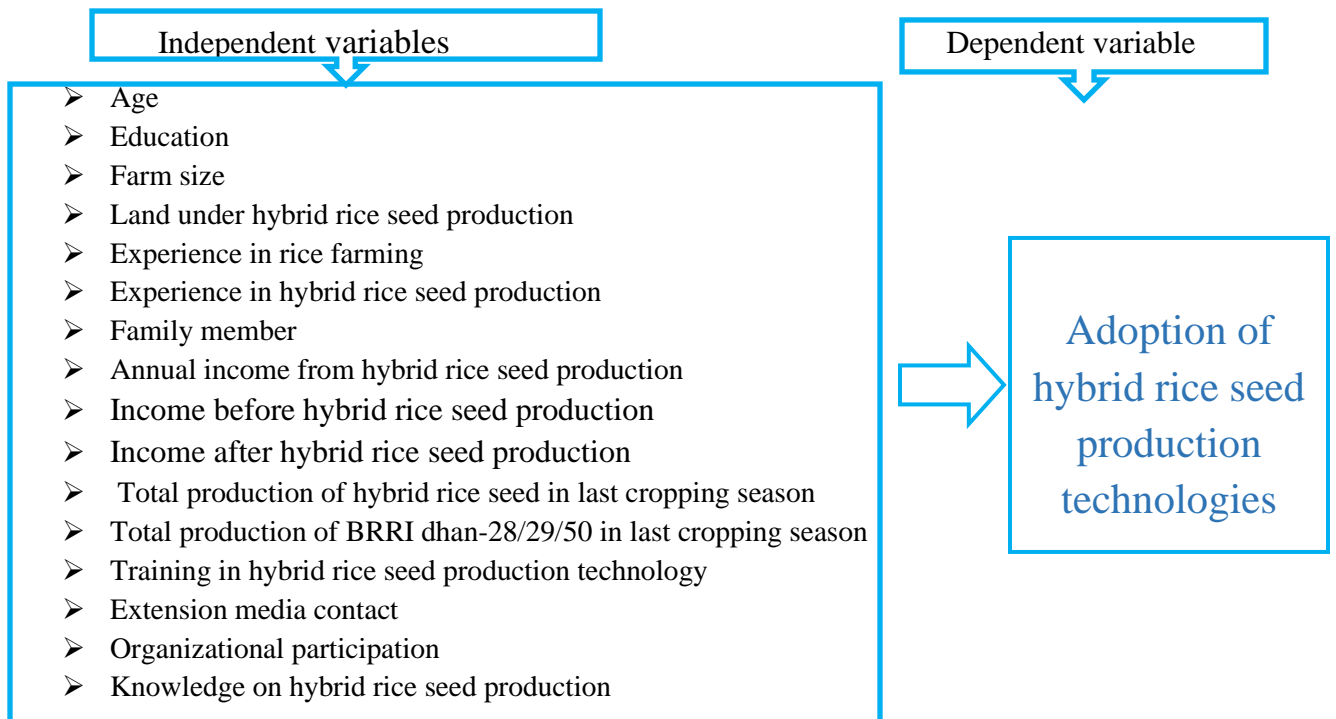 Independent variables
Dependent variable
➢ Age
➢ Education
➢ Farm size
➢ Land under hybrid rice seed production
➢ Experience in rice farming
➢ Experience in hybrid rice seed production
➢ Family member
➢ Annual income from hybrid rice seed production
➢ Income before hybrid rice seed production
➢ Income after hybrid rice seed production
➢ Total production of hybrid rice seed in last cropping season
➢ Total production of BRRI dhan-28/29/50 in last cropping season
➢ Training in hybrid rice seed production technology
➢ Extension media contact
➢ Organizational participation
➢ Knowledge on hybrid rice seed production
Adoption of
hybrid rice seed
production
technologies